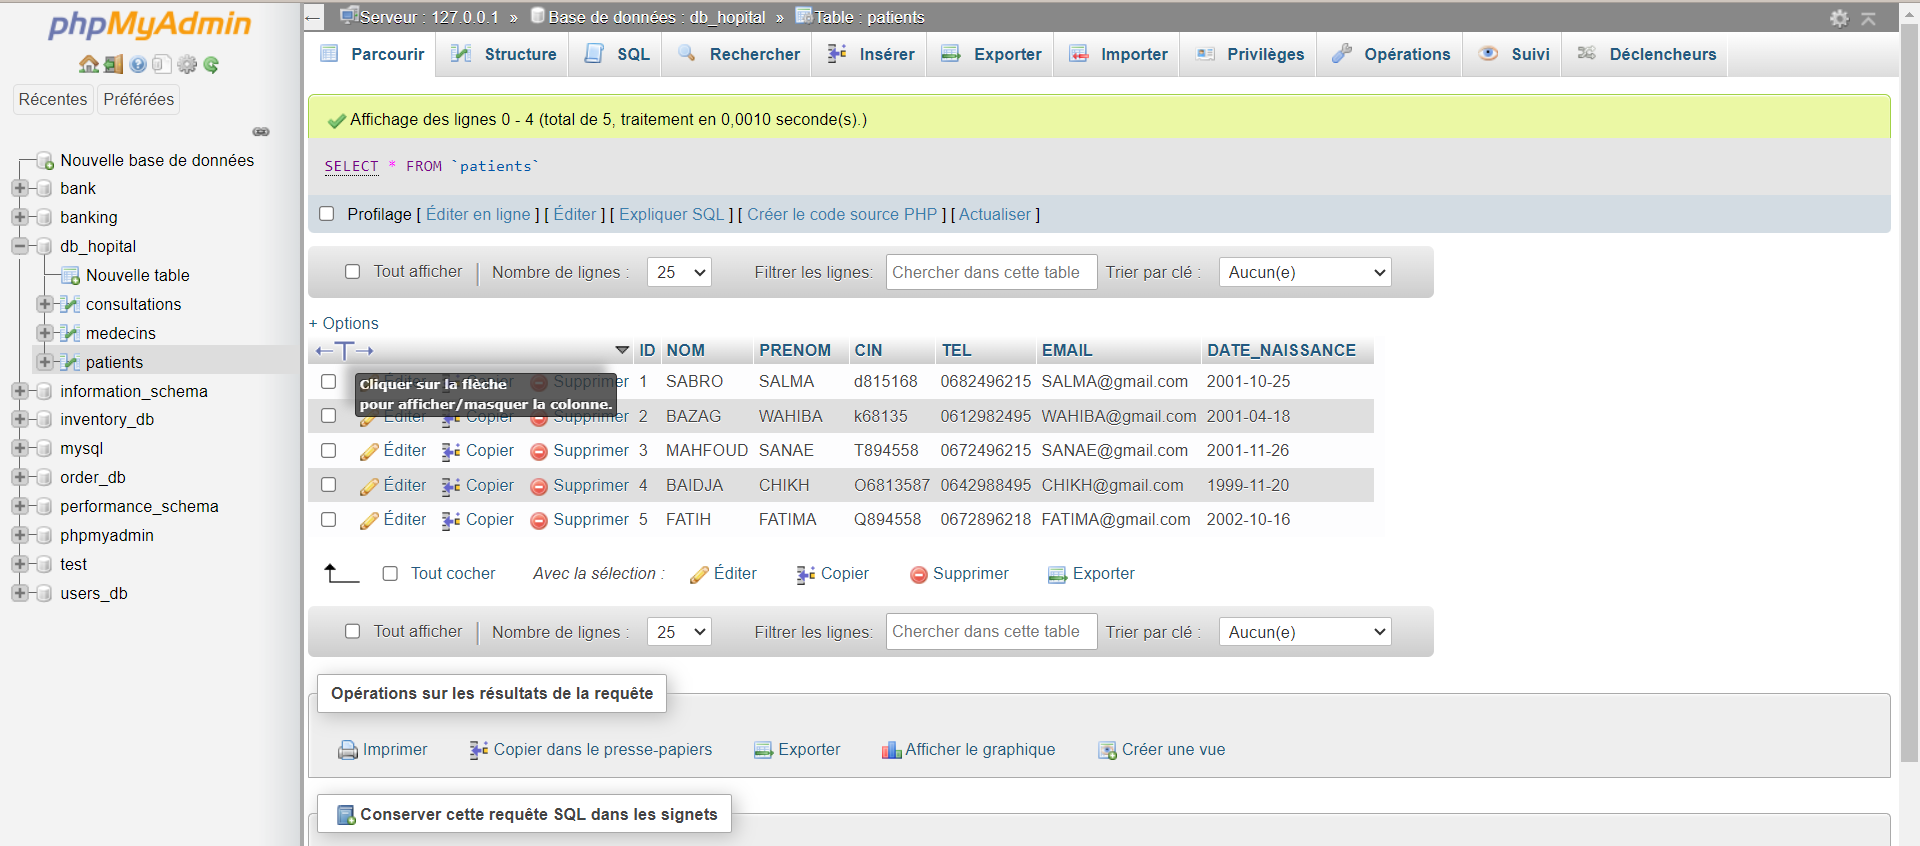 phpMyAdmin
Récentes Préférées
Nouvelle base de données
bank
banking
db_hopital
Nouvelle table
consultations
medecins
patients
information_schema
inventory_db
mysql
order_db
performance_schema
phpmyadmin
test
users_db
Serveur : 127.0.0.1 » Base de données : db_hopital » Table : patients
Parcourir Structure SQL Rechercher Insérer Exporter Importer Privilèges Opérations Suivi Déclencheurs
Affichage des lignes 0 - 4 (total de 5, traitement en 0,0010 seconde(s).)
SELECT * FROM `patients`
Profilage [ Éditer en ligne ] [ Éditer ] [ Expliquer SQL ] [ Créer le code source PHP ] [ Actualiser ]
Tout afficher Nombre de lignes : 25 Filtrer les lignes: Chercher dans cette table Trier par clé : Aucun(e)
+ Options
←T→ ID NOM PRENOM CIN TEL EMAIL DATE_NAISSANCE
Éditer Copier Supprimer 1 SABRO SALMA d815168 0682496215 SALMA@gmail.com 2001-10-25
Cliquer sur la flèche
pour afficher/masquer la colonne.
Éditer Copier Supprimer 2 BAZAG WAHIBA k68135 0612982495 WAHIBA@gmail.com 2001-04-18
Éditer Copier Supprimer 3 MAHFOUD SANAE T894558 0672496215 SANAE@gmail.com 2001-11-26
Éditer Copier Supprimer 4 BAIDJA CHIKH O6813587 0642988495 CHIKH@gmail.com 1999-11-20
Éditer Copier Supprimer 5 FATIH FATIMA Q894558 0672896218 FATIMA@gmail.com 2002-10-16
Tout cocher Avec la sélection : Éditer Copier Supprimer Exporter
Tout afficher Nombre de lignes : 25 Filtrer les lignes: Chercher dans cette table Trier par clé : Aucun(e)
Opérations sur les résultats de la requête
Imprimer Copier dans le presse-papiers Exporter Afficher le graphique Créer une vue
Conserver cette requête SQL dans les signets